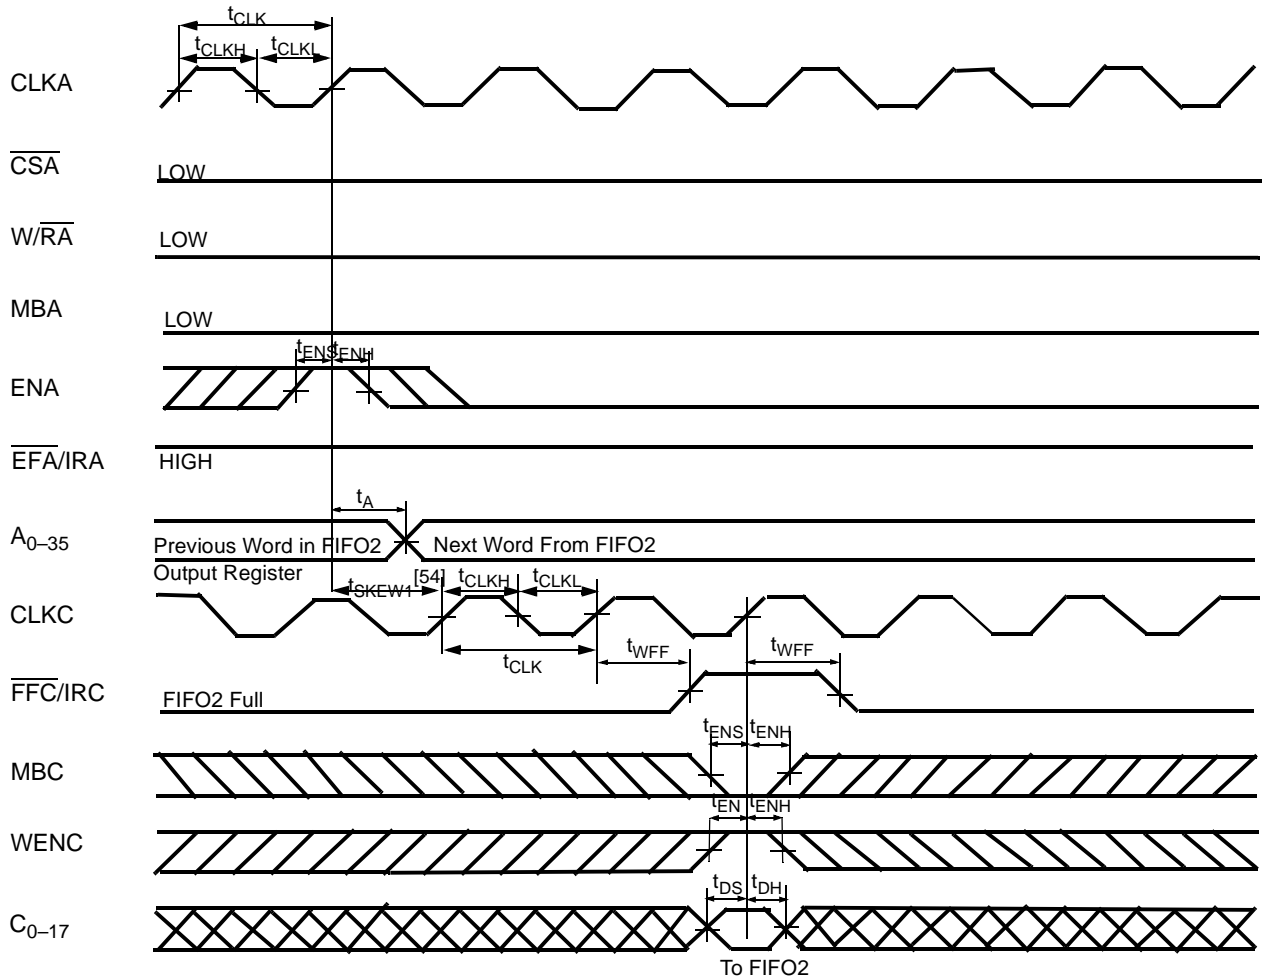 tCLK
tCLKH tCLKL
CLKA
CSA
LOW
W/RA
LOW
MBA
LOW
tENS tENH
ENA
EFA/IRA
HIGH
tA
A0–35
Previous Word in FIFO2 Next Word From FIFO2
Output Register
tSKEW1[54] tCLKH tCLKL
CLKC
tCLK
tWFF tWFF
FFC/IRC
FIFO2 Full
tENS tENH
MBC
tEN tENH
WENC
tDS tDH
C0–17
To FIFO2